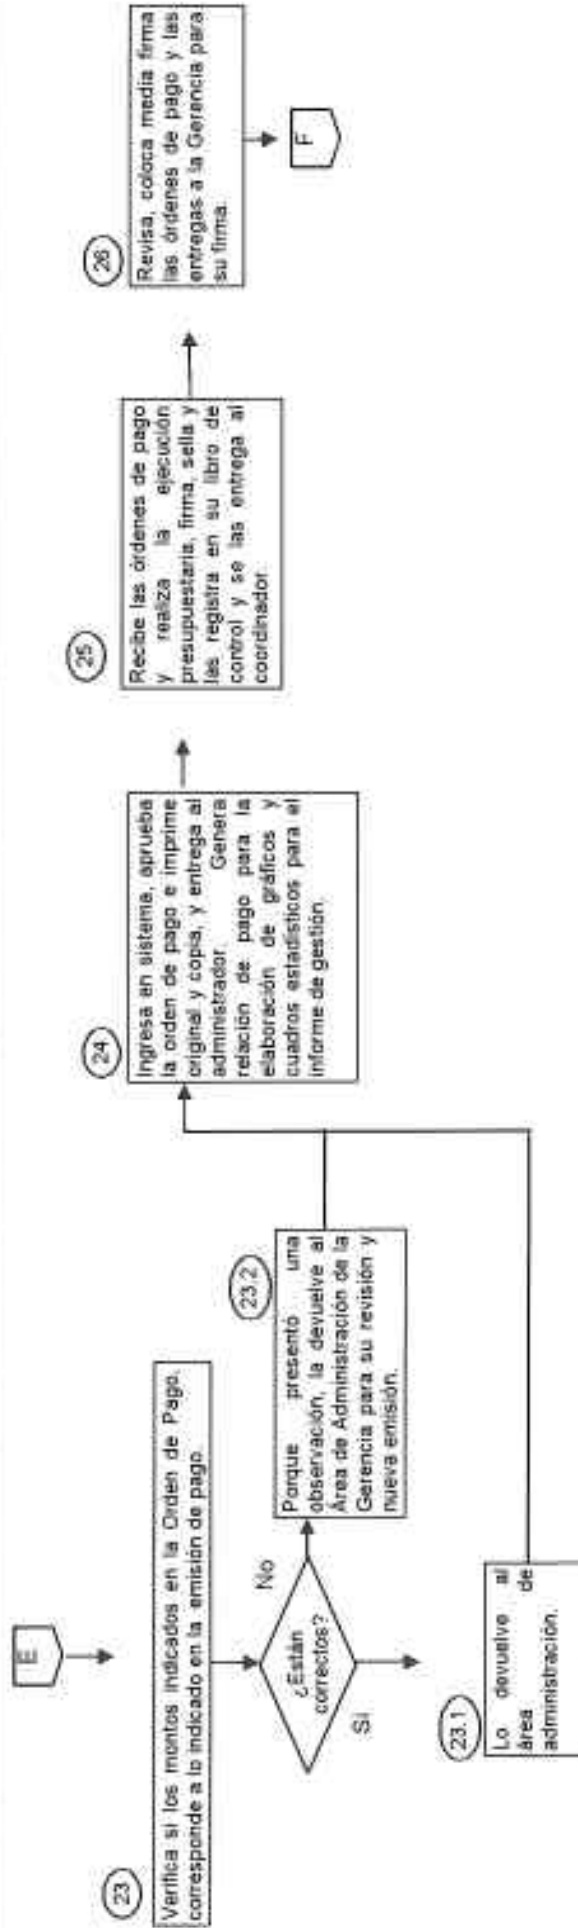 E
23
Verifica si los montos indicados en la Orden de Pago,
corresponde a lo indicado en la emisión de pago.
¿Están
correctos?
No
Si
23.1
Lo devuelve al
área de
administración.
23.2
Porque presentó una
observación, la devuelve al
Área de Administración de la
Gerencia para su revisión y
nueva emisión.
24
Ingresa en sistema, aprueba
la orden de pago e imprime
original y copia, y entrega al
administrador. Genera
relación de pago para la
elaboración de gráficos y
cuadros estadísticos para el
informe de gestión.
25
Recibe las órdenes de pago
y realiza la ejecución
presupuestaria, firma, sella y
las registra en su libro de
control y se las entrega al
coordinador.
26
Revisa, coloca media firma
las órdenes de pago y las
entregas a la Gerencia para
su firma.
F